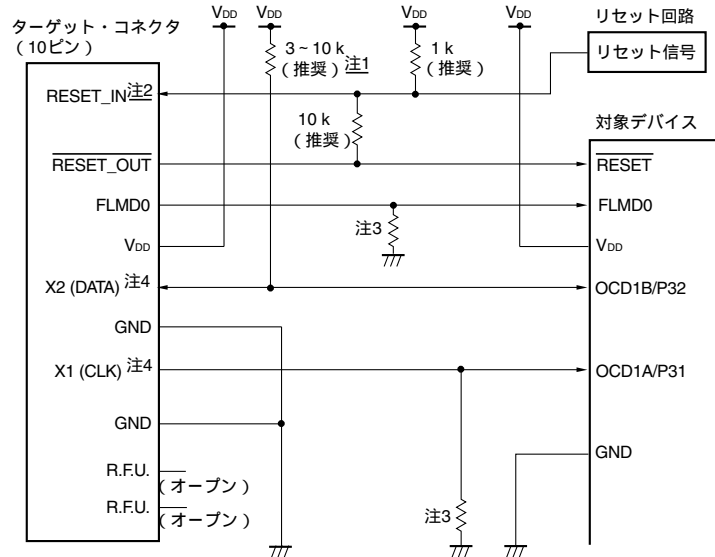 ターゲット・コネクタ
（10ピン）
VDD
VDD
VDD
VDD
リセット回路
3～10 k
（推奨）注1
1 k
（推奨）
リセット信号
RESET_IN注2
10 k
（推奨）
対象デバイス
RESET_OUT
RESET
FLMD0
FLMD0
注3
VDD
VDD
X2 (DATA) 注4
OCD1B/P32
GND
X1 (CLK) 注4
OCD1A/P31
GND
GND
R.F.U.
（オープン）
R.F.U.
（オープン）
注3